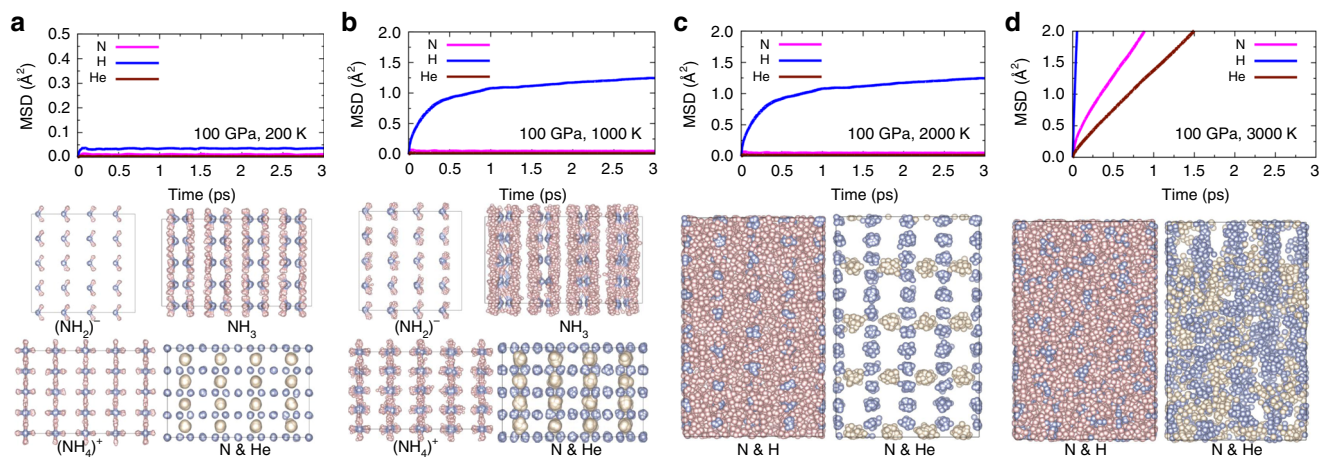 a
MSD (Å²)
0.5
0.4
0.3
0.2
0.1
0.0
N
H
He
100 GPa, 200 K
0 0.5 1 1.5 2 2.5 3
Time (ps)
(NH₂)⁻
NH₃
(NH₄)⁺
N & He
b
MSD (Å²)
2.0
1.5
1.0
0.5
0.0
N
H
He
100 GPa, 1000 K
0 0.5 1 1.5 2 2.5 3
Time (ps)
(NH₂)⁻
NH₃
(NH₄)⁺
N & He
c
MSD (Å²)
2.0
1.5
1.0
0.5
0.0
N
H
He
100 GPa, 2000 K
0 0.5 1 1.5 2 2.5 3
Time (ps)
N & H
N & He
d
MSD (Å²)
2.0
1.5
1.0
0.5
0.0
N
H
He
100 GPa, 3000 K
0 0.5 1 1.5 2 2.5 3
Time (ps)
N & H
N & He